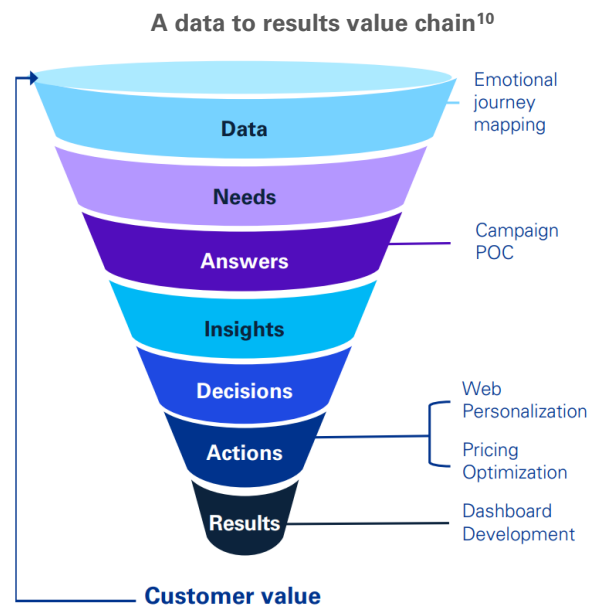 A data to results value chain¹⁰
Emotional
journey
mapping
Data
Needs
Campaign
POC
Answers
Insights
Decisions
Web
Personalization
Actions
Pricing
Optimization
Results
Dashboard
Development
Customer value